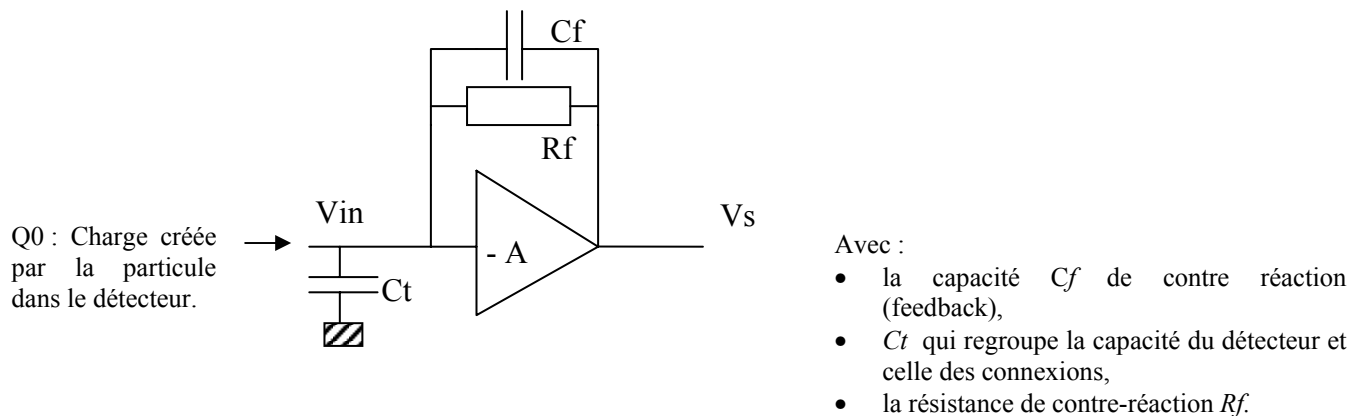 Cf
Rf
Vin
Vs
- A
Ct
Q0 : Charge créée
par la particule
dans le détecteur.
Avec :
• la capacité Cf de contre réaction
(feedback),
• Ct qui regroupe la capacité du détecteur et
celle des connexions,
• la résistance de contre-réaction Rf.